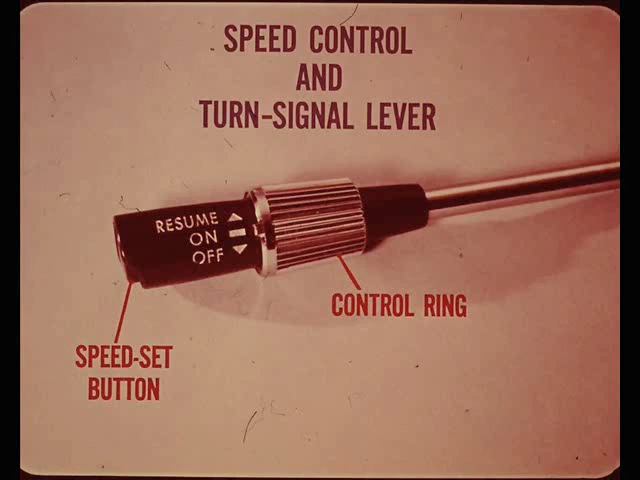 SPEED CONTROL
AND
TURN-SIGNAL LEVER
RESUME
ON
OFF
CONTROL RING
SPEED-SET
BUTTON